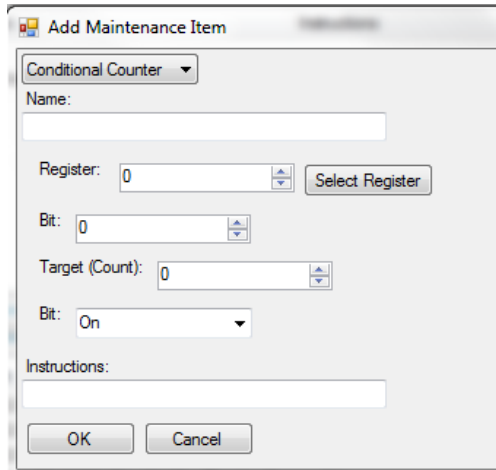 Add Maintenance Item
Conditional Counter
Name:
Register: 0 Select Register
Bit: 0
Target (Count): 0
Bit: On
Instructions:
OK Cancel